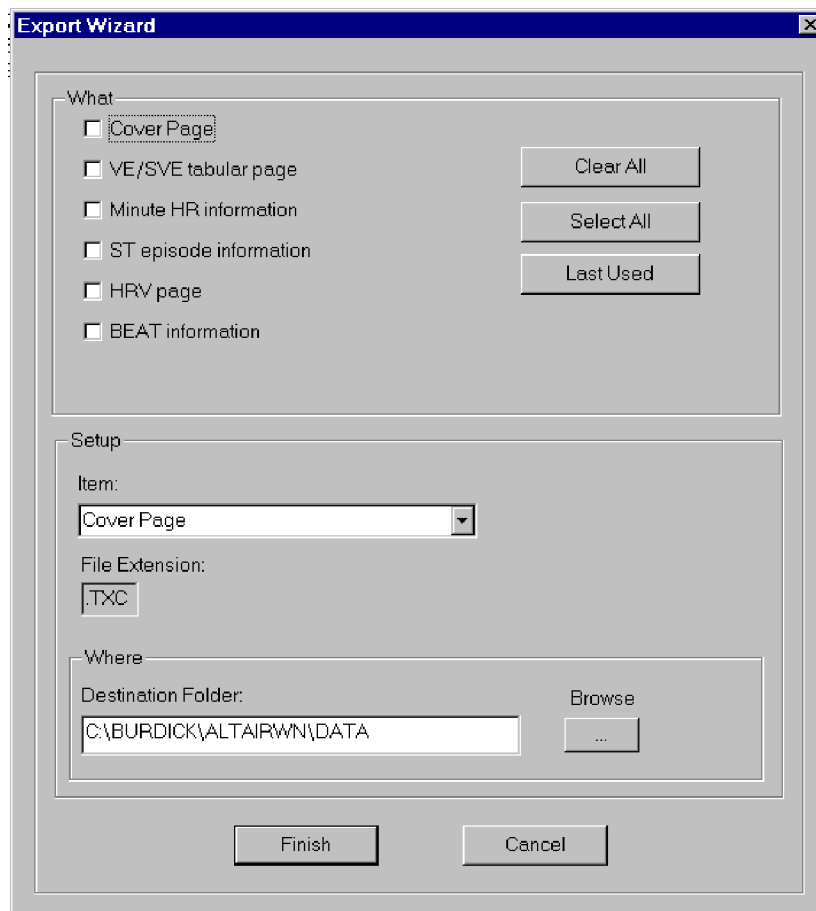 Export Wizard
What
Cover Page
VE/SVE tabular page
Minute HR information
ST episode information
HRV page
BEAT information
Clear All
Select All
Last Used
Setup
Item:
Cover Page
File Extension:
.TXC
Where
Destination Folder:
C:\BURDICK\ALTAIRWN\DATA
Browse
...
Finish
Cancel